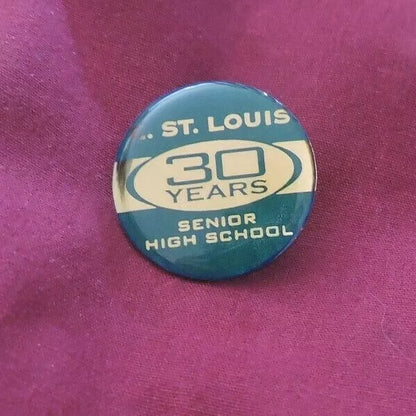 .. ST. LOUIS
30
YEARS
SENIOR
HIGH SCHOOL